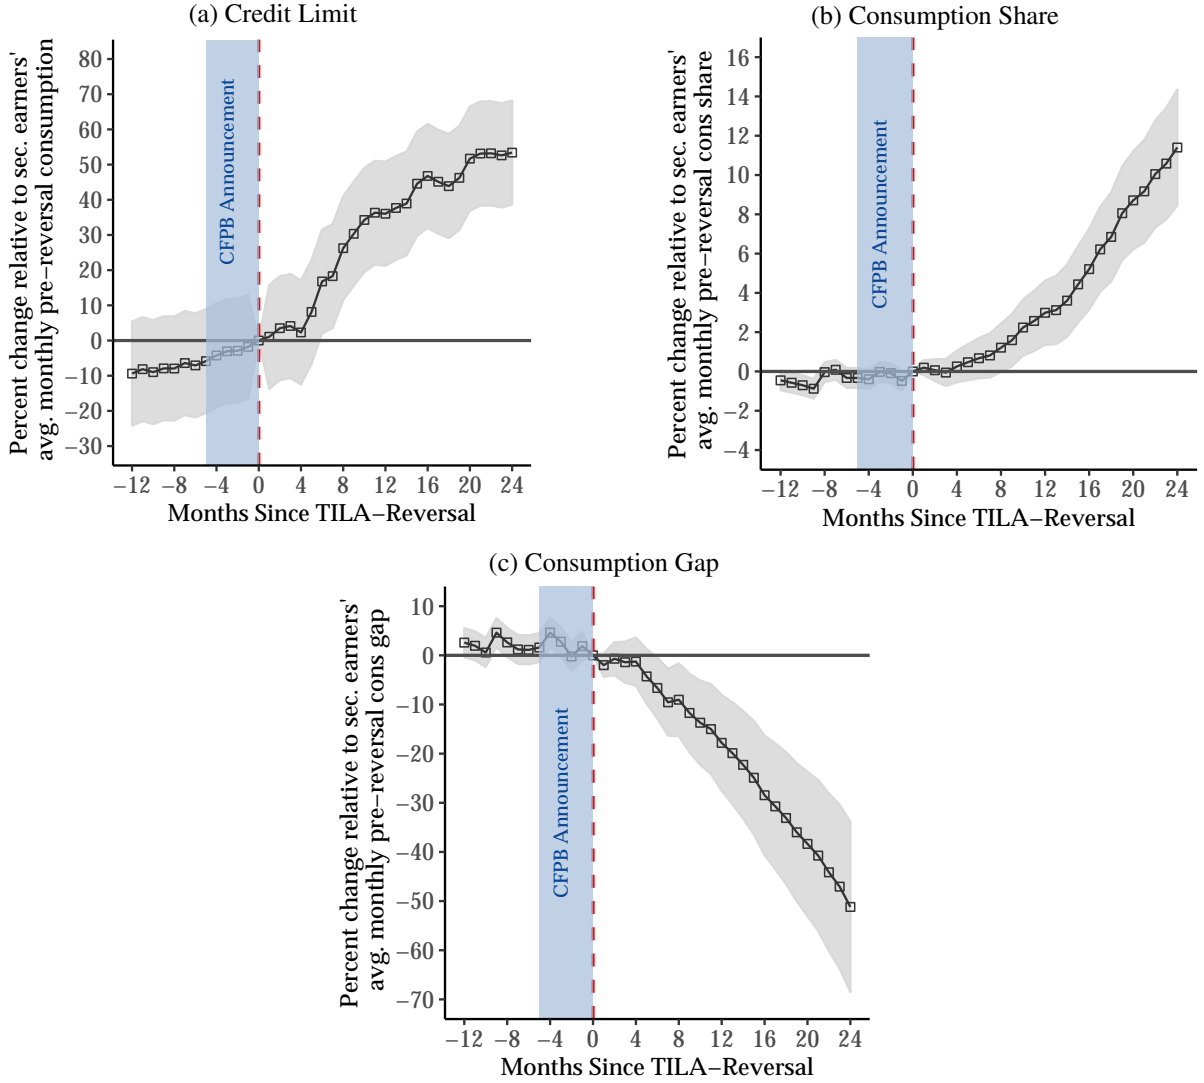 (a) Credit Limit
Percent change relative to sec. earners'
avg. monthly pre−reversal consumption
80
70
60
50
40
30
20
10
0
−10
−20
−30
CFPB Announcement
−12 −8 −4 0 4 8 12 16 20 24
Months Since TILA−Reversal
(b) Consumption Share
Percent change relative to sec. earners'
avg. monthly pre−reversal cons share
16
14
12
10
8
6
4
2
0
−2
−4
CFPB Announcement
−12 −8 −4 0 4 8 12 16 20 24
Months Since TILA−Reversal
(c) Consumption Gap
Percent change relative to sec. earners'
avg. monthly pre−reversal cons gap
10
0
−10
−20
−30
−40
−50
−60
−70
CFPB Announcement
−12 −8 −4 0 4 8 12 16 20 24
Months Since TILA−Reversal